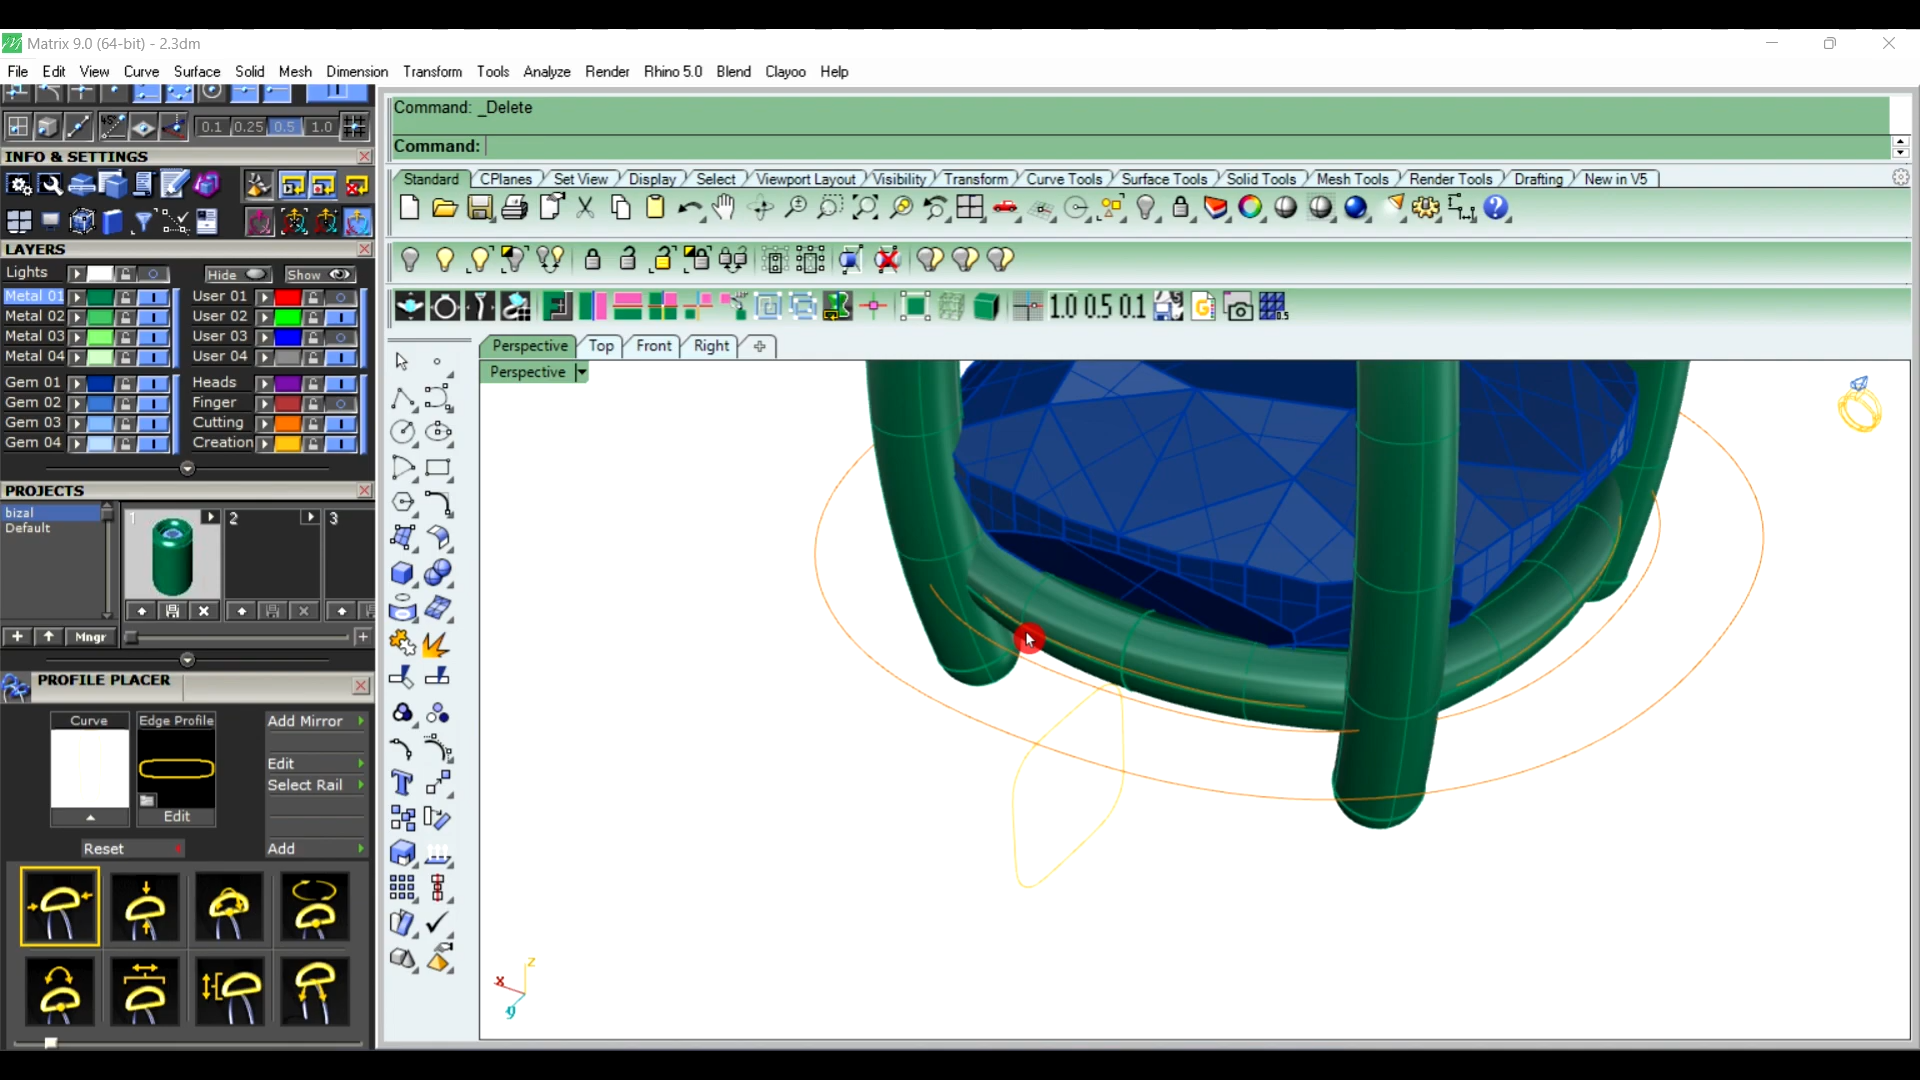 Matrix 9.0 (64-bit) - 2.3dm
File Edit View Curve Surface Solid Mesh Dimension Transform Tools Analyze Render Rhino 5.0 Blend Clayoo Help
Command: _Delete
Command:
0.1 0.25 0.5 1.0
INFO & SETTINGS
Standard CPlanes Set View Display Select Viewport Layout Visibility Transform Curve Tools Surface Tools Solid Tools Mesh Tools Render Tools Drafting New in V5
LAYERS
Lights Hide Show
Metal 01 User 01
Metal 02 User 02
Metal 03 User 03
Metal 04 User 04
Gem 01 Heads
Gem 02 Finger
Gem 03 Cutting
Gem 04 Creation
1.0 0.5 0.1
Perspective Top Front Right
Perspective
PROJECTS
bizal
Default
1 2 3
Mngr
PROFILE PLACER
Curve Edge Profile Add Mirror
Edit
Select Rail
Edit
Reset Add
x z y